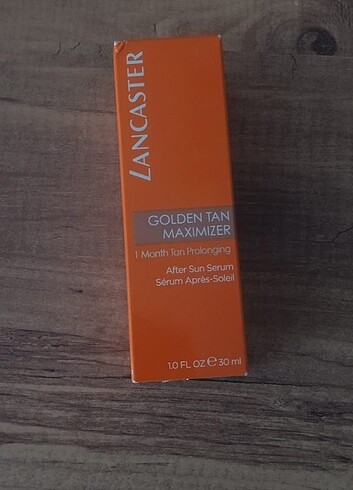 LANCASTER
GOLDEN TAN
MAXIMIZER
1 Month Tan Prolonging
After Sun Serum
Sérum Après-Soleil
1.0 FL OZ ℮ 30 ml